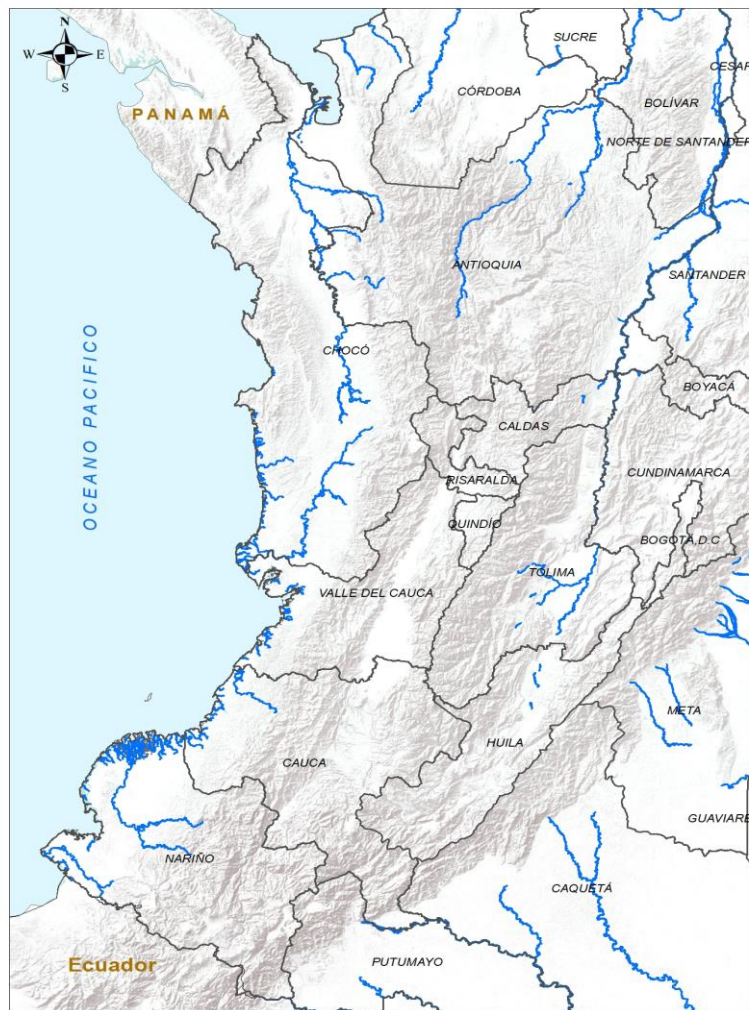 SUCRE
N
W E
S
CESAR
CÓRDOBA
BOLÍVAR
PANAMÁ
NORTE DE SANTANDER
ANTIOQUIA
SANTANDER
OCEANO PACIFICO
CHOCÓ
BOYACÁ
CALDAS
CUNDINAMARCA
RISARALDA
QUINDÍO
BOGOTÁ, D.C
TOLIMA
VALLE DEL CAUCA
META
HUILA
CAUCA
GUAVIARE
NARIÑO
CAQUETÁ
PUTUMAYO
Ecuador